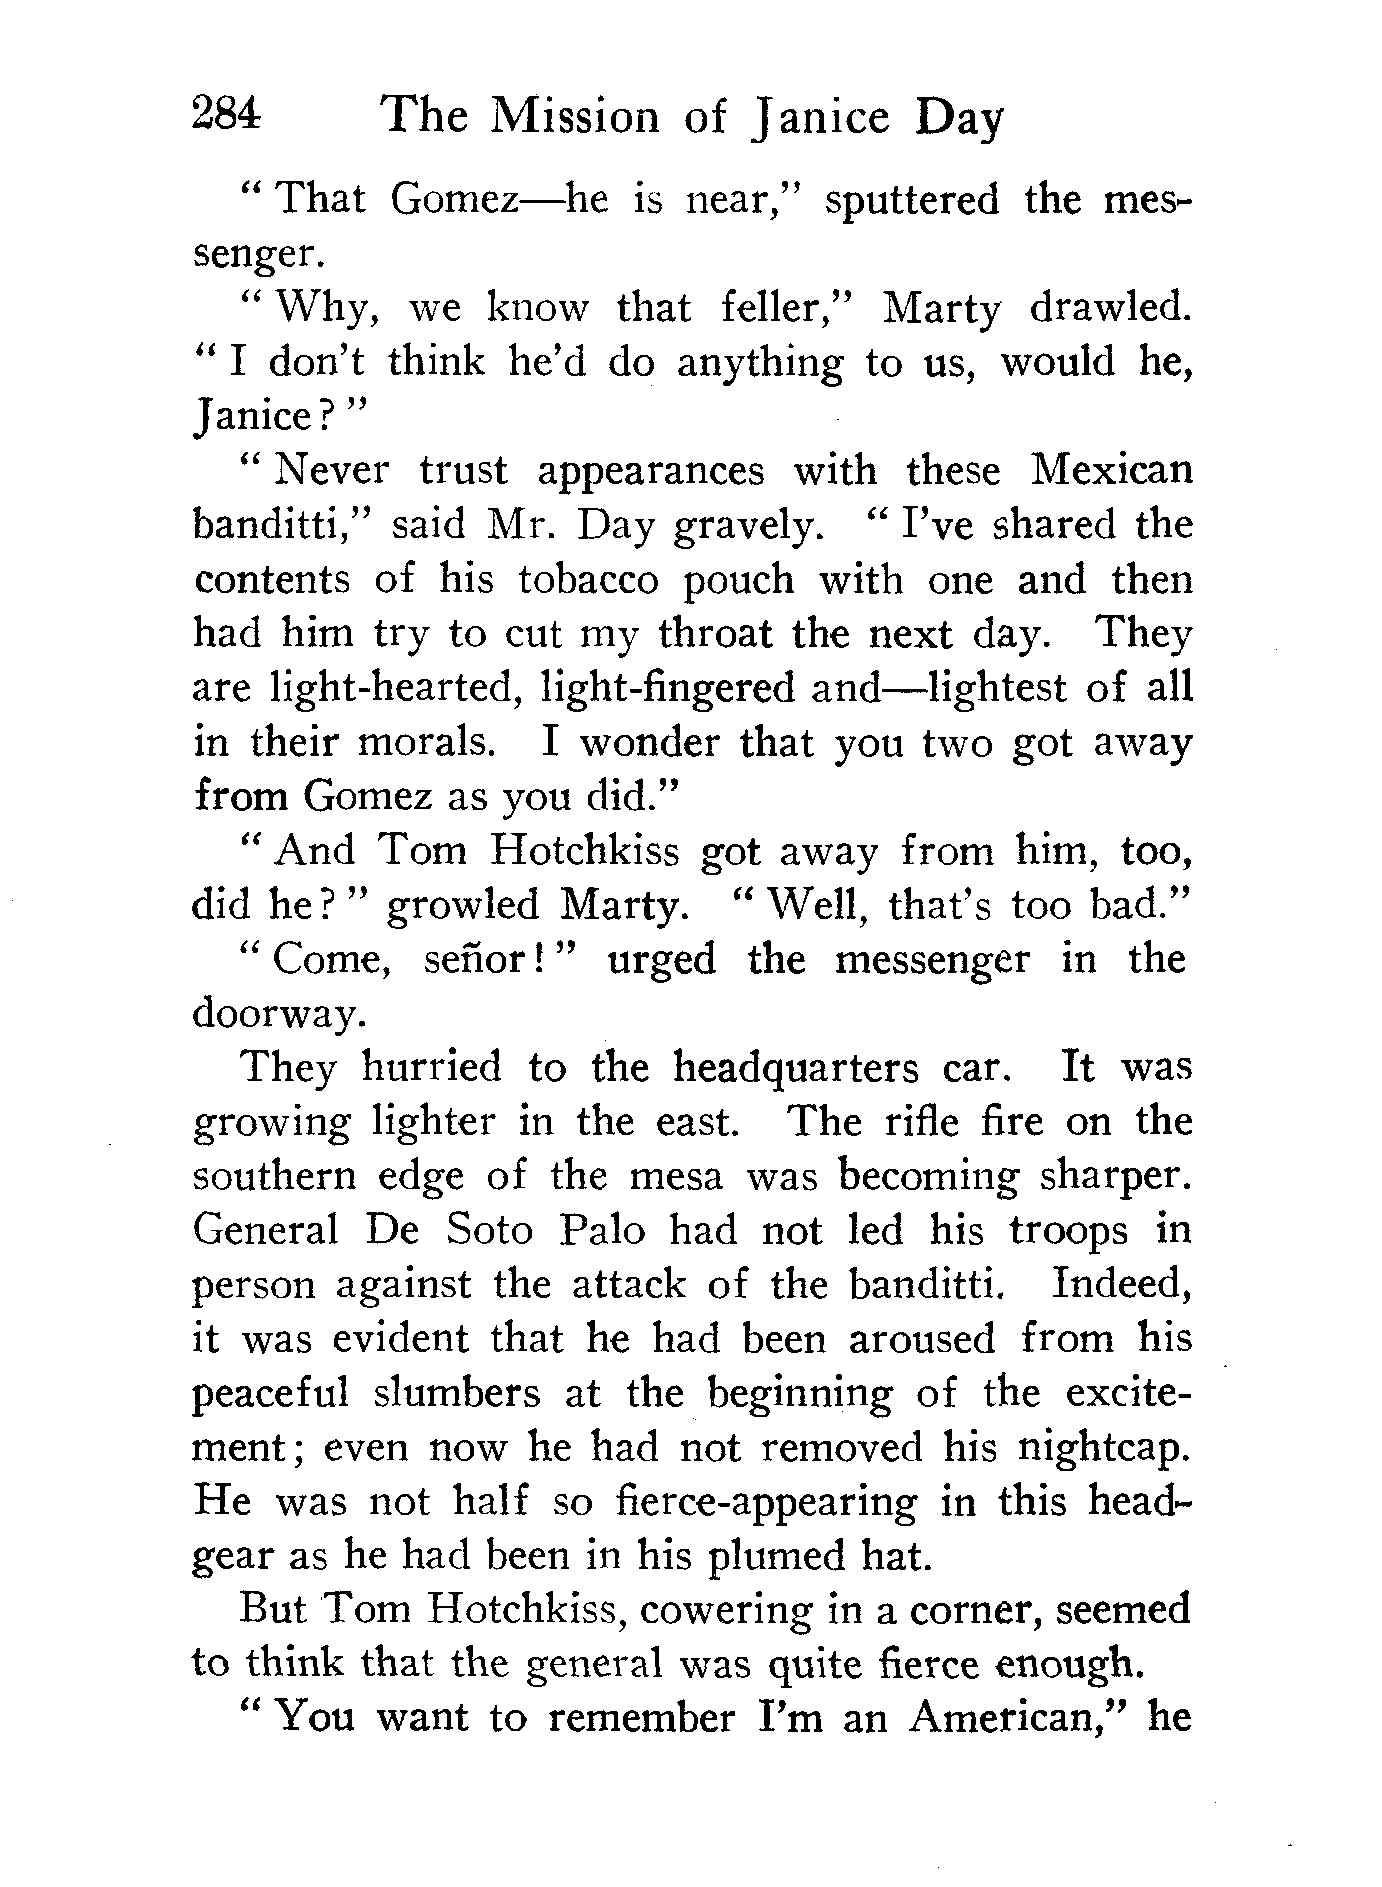 284 The Mission of Janice Day
" That Gomez—he is near," sputtered the mes-
senger.
" Why, we know that feller," Marty drawled.
" I don't think he'd do anything to us, would he,
Janice? "
" Never trust appearances with these Mexican
banditti," said Mr. Day gravely. " I've shared the
contents of his tobacco pouch with one and then
had him try to cut my throat the next day. They
are light-hearted, light-fingered and—lightest of all
in their morals. I wonder that you two got away
from Gomez as you did."
" And Tom Hotchkiss got away from him, too,
did he? " growled Marty. " Well, that's too bad."
" Come, señor! " urged the messenger in the
doorway.
They hurried to the headquarters car. It was
growing lighter in the east. The rifle fire on the
southern edge of the mesa was becoming sharper.
General De Soto Palo had not led his troops in
person against the attack of the banditti. Indeed,
it was evident that he had been aroused from his
peaceful slumbers at the beginning of the excite-
ment; even now he had not removed his nightcap.
He was not half so fierce-appearing in this head-
gear as he had been in his plumed hat.
But Tom Hotchkiss, cowering in a corner, seemed
to think that the general was quite fierce enough.
" You want to remember I'm an American," he